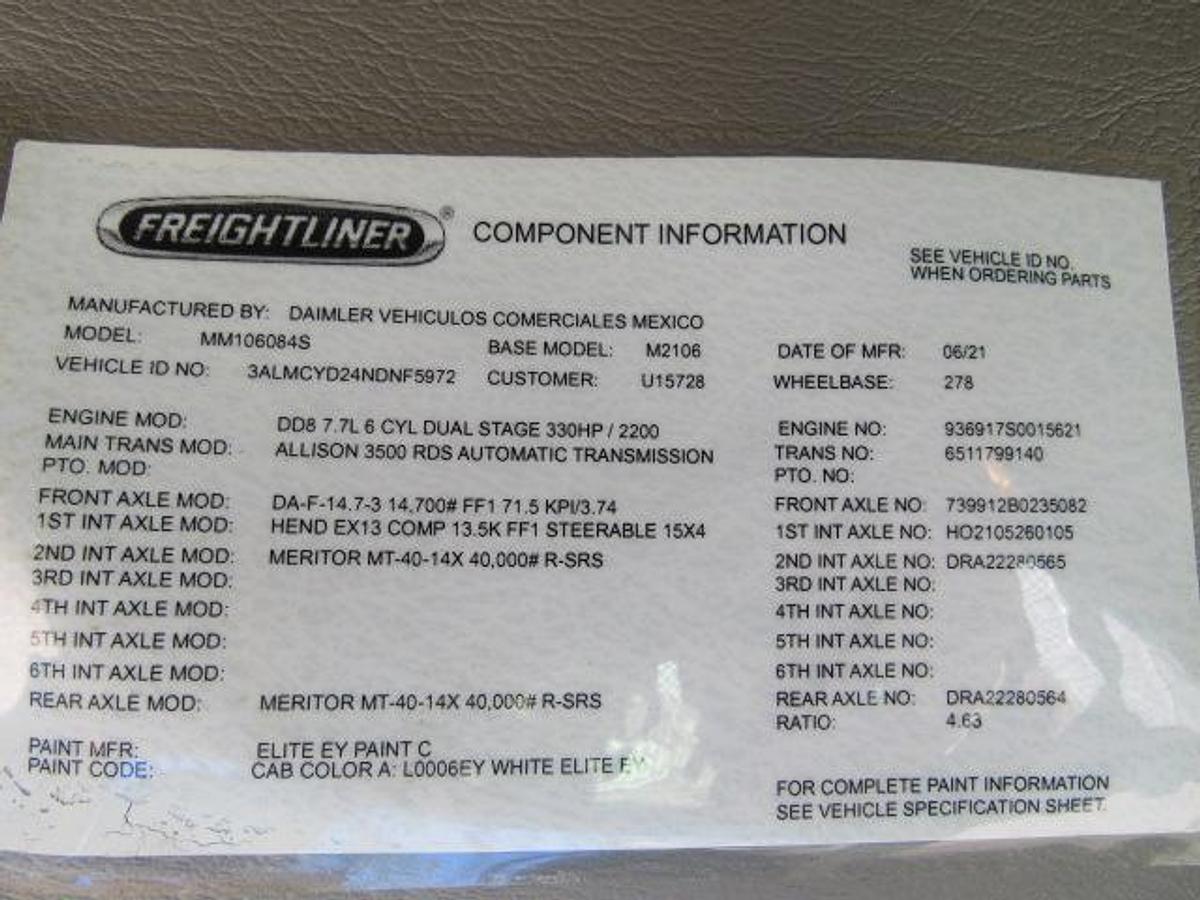 FREIGHTLINER ® COMPONENT INFORMATION
SEE VEHICLE ID NO.
WHEN ORDERING PARTS
MANUFACTURED BY: DAIMLER VEHICULOS COMERCIALES MEXICO
MODEL: MM106084S BASE MODEL: M2106 DATE OF MFR: 06/21
VEHICLE ID NO: 3ALMCYD24NDNF5972 CUSTOMER: U15728 WHEELBASE: 278
ENGINE MOD: DD8 7.7L 6 CYL DUAL STAGE 330HP / 2200 ENGINE NO: 936917S0015621
MAIN TRANS MOD: ALLISON 3500 RDS AUTOMATIC TRANSMISSION TRANS NO: 6511799140
PTO. MOD: PTO. NO:
FRONT AXLE MOD: DA-F-14.7-3 14,700# FF1 71.5 KPI/3.74 FRONT AXLE NO: 739912B0235082
1ST INT AXLE MOD: HEND EX13 COMP 13.5K FF1 STEERABLE 15X4 1ST INT AXLE NO: HO2105260105
2ND INT AXLE MOD: MERITOR MT-40-14X 40,000# R-SRS 2ND INT AXLE NO: DRA22280565
3RD INT AXLE MOD: 3RD INT AXLE NO:
4TH INT AXLE MOD: 4TH INT AXLE NO:
5TH INT AXLE MOD: 5TH INT AXLE NO:
6TH INT AXLE MOD: 6TH INT AXLE NO:
REAR AXLE MOD: MERITOR MT-40-14X 40,000# R-SRS REAR AXLE NO: DRA22280564
RATIO: 4.63
PAINT MFR: ELITE EY PAINT C
PAINT CODE: CAB COLOR A: L0006EY WHITE ELITE EY
FOR COMPLETE PAINT INFORMATION
SEE VEHICLE SPECIFICATION SHEET.